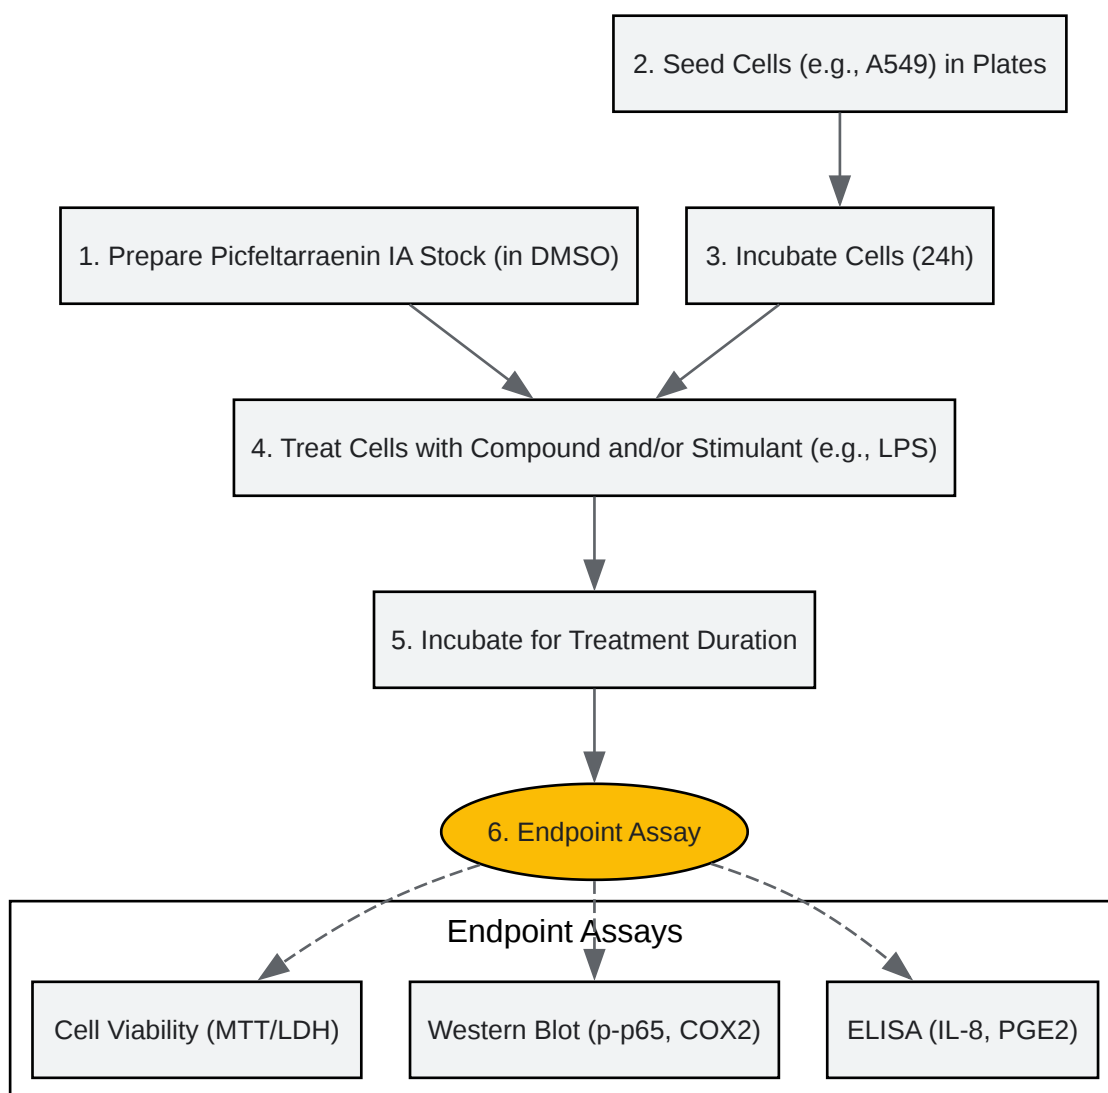 2. Seed Cells (e.g., A549) in Plates
1. Prepare Picfeltarraenin IA Stock (in DMSO)
3. Incubate Cells (24h)
4. Treat Cells with Compound and/or Stimulant (e.g., LPS)
5. Incubate for Treatment Duration
6. Endpoint Assay
Endpoint Assays
Cell Viability (MTT/LDH)
Western Blot (p-p65, COX2)
ELISA (IL-8, PGE2)